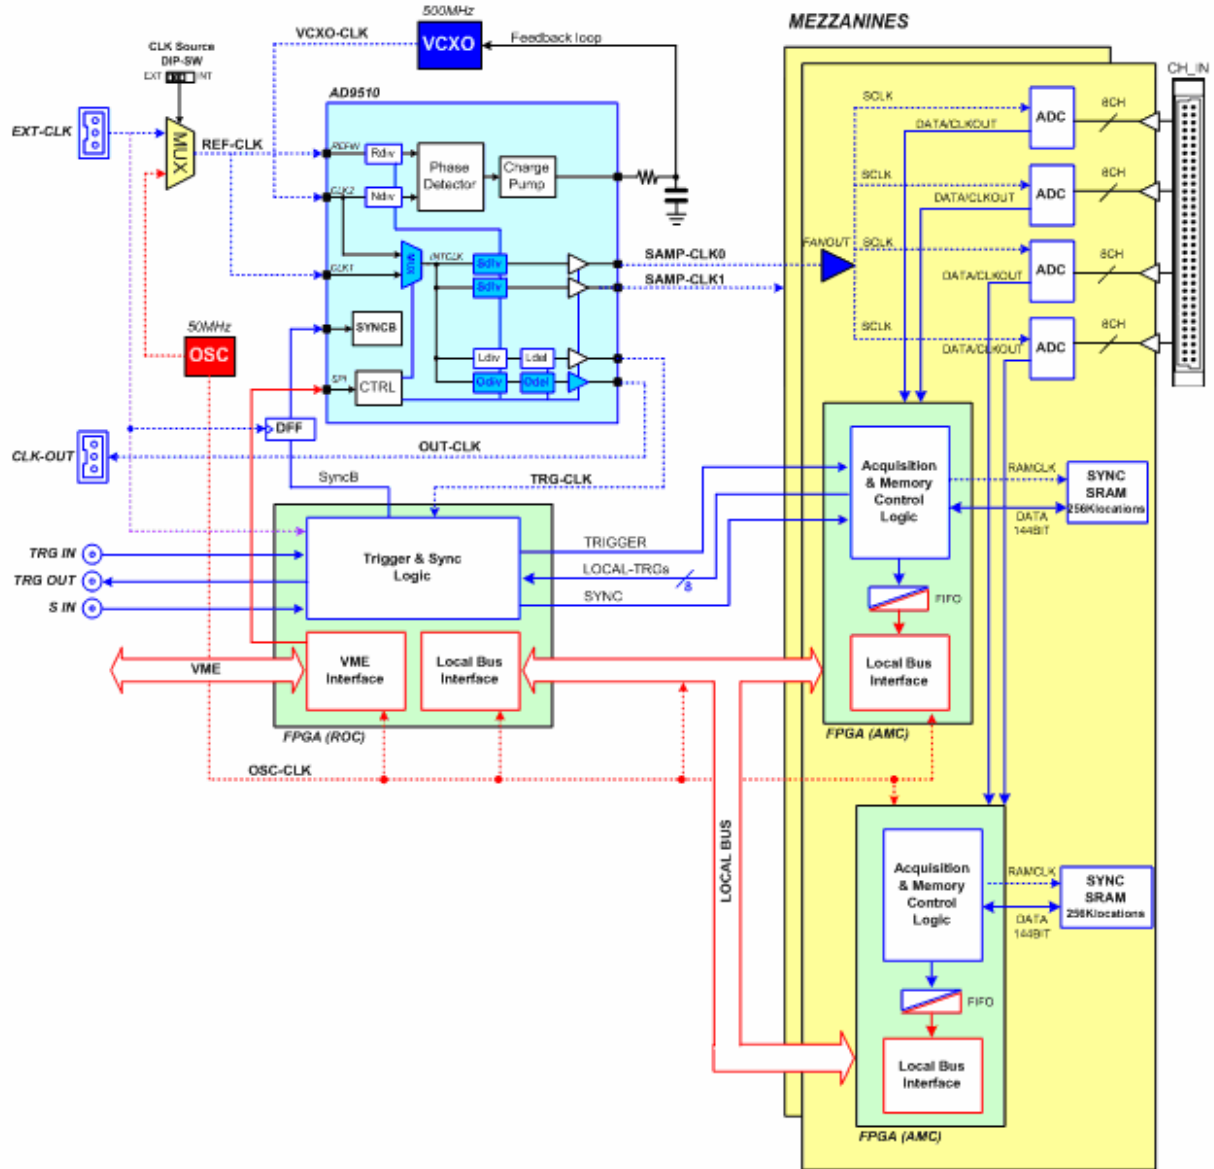 500MHz
VCXO
VCXO-CLK
Feedback loop
MEZZANINES
CLK Source
DIP-SW
EXT
INT
CH_IN
AD9510
EXT-CLK
MUX
REF-CLK
REFIN
Rdiv
Phase
Detector
Charge
Pump
CLK2
Ndiv
SCLK
ADC
8CH
DATA/CLKOUT
SCLK
ADC
8CH
DATA/CLKOUT
FANOUT
SCLK
ADC
8CH
DATA/CLKOUT
SCLK
ADC
8CH
DATA/CLKOUT
MUX
INTCLK
CLK1
Sdiv
Sdiv
SAMP-CLK0
SAMP-CLK1
50MHz
OSC
SYNCB
Ldiv
Ldel
SPI
CTRL
Odiv
Odel
DFF
CLK-OUT
OUT-CLK
SyncB
TRG-CLK
Acquisition
& Memory
Control
Logic
RAMCLK
SYNC
SRAM
256Klocations
DATA
144BIT
TRG IN
TRG OUT
S IN
Trigger & Sync
Logic
TRIGGER
LOCAL-TRGs
8
SYNC
FIFO
VME
VME
Interface
Local Bus
Interface
Local Bus
Interface
FPGA (ROC)
FPGA (AMC)
OSC-CLK
LOCAL BUS
Acquisition
& Memory
Control
Logic
RAMCLK
SYNC
SRAM
256Klocations
DATA
144BIT
FIFO
Local Bus
Interface
FPGA (AMC)